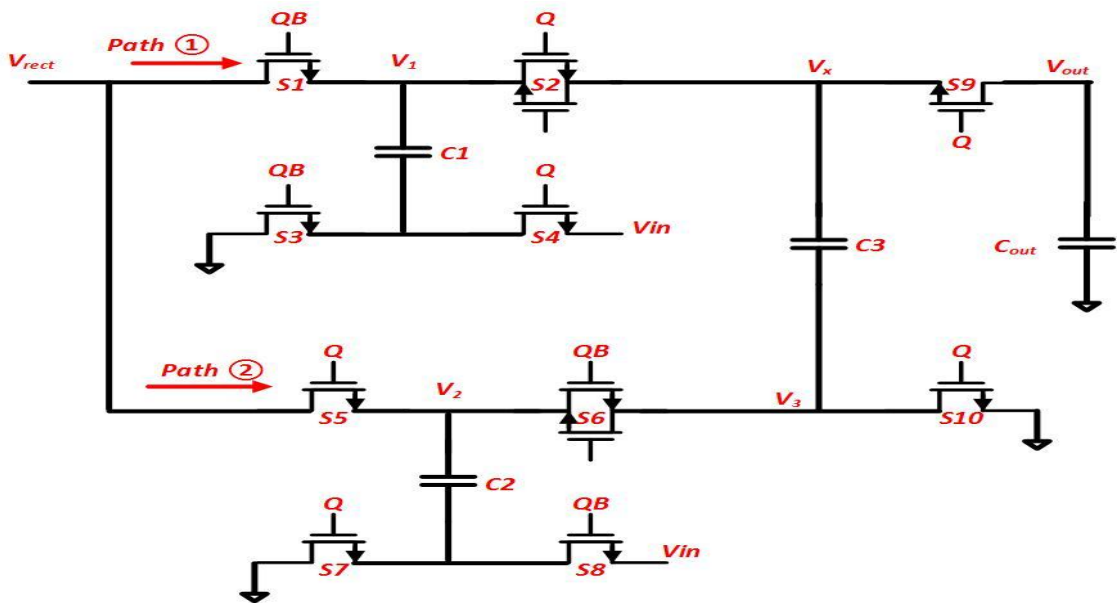 QB
Q
Path ①
V1
Vx
Vout
Vrect
S1
S2
S9
Q
C1
QB
Q
S3
S4
Vin
C3
Cout
Path ②
Q
QB
Q
V2
V3
S5
S6
S10
C2
Q
QB
S7
S8
Vin